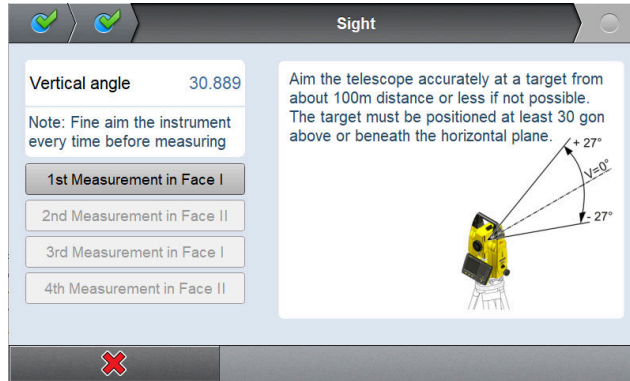 Sight
Vertical angle 30.889
Note: Fine aim the instrument
every time before measuring
1st Measurement in Face I
2nd Measurement in Face II
3rd Measurement in Face I
4th Measurement in Face II
Aim the telescope accurately at a target from
about 100m distance or less if not possible.
The target must be positioned at least 30 gon
above or beneath the horizontal plane.
+ 27°
V=0°
- 27°